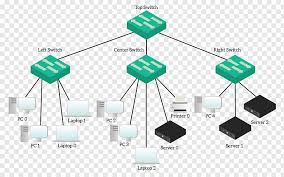 Top Switch
Left Switch
Center Switch
Right Switch
PC 0
Laptop 1
Printer 0
PC 4
Server 2
PC 1
Laptop 0
PC 2
PC 3
Server 0
Server 1
Laptop 2